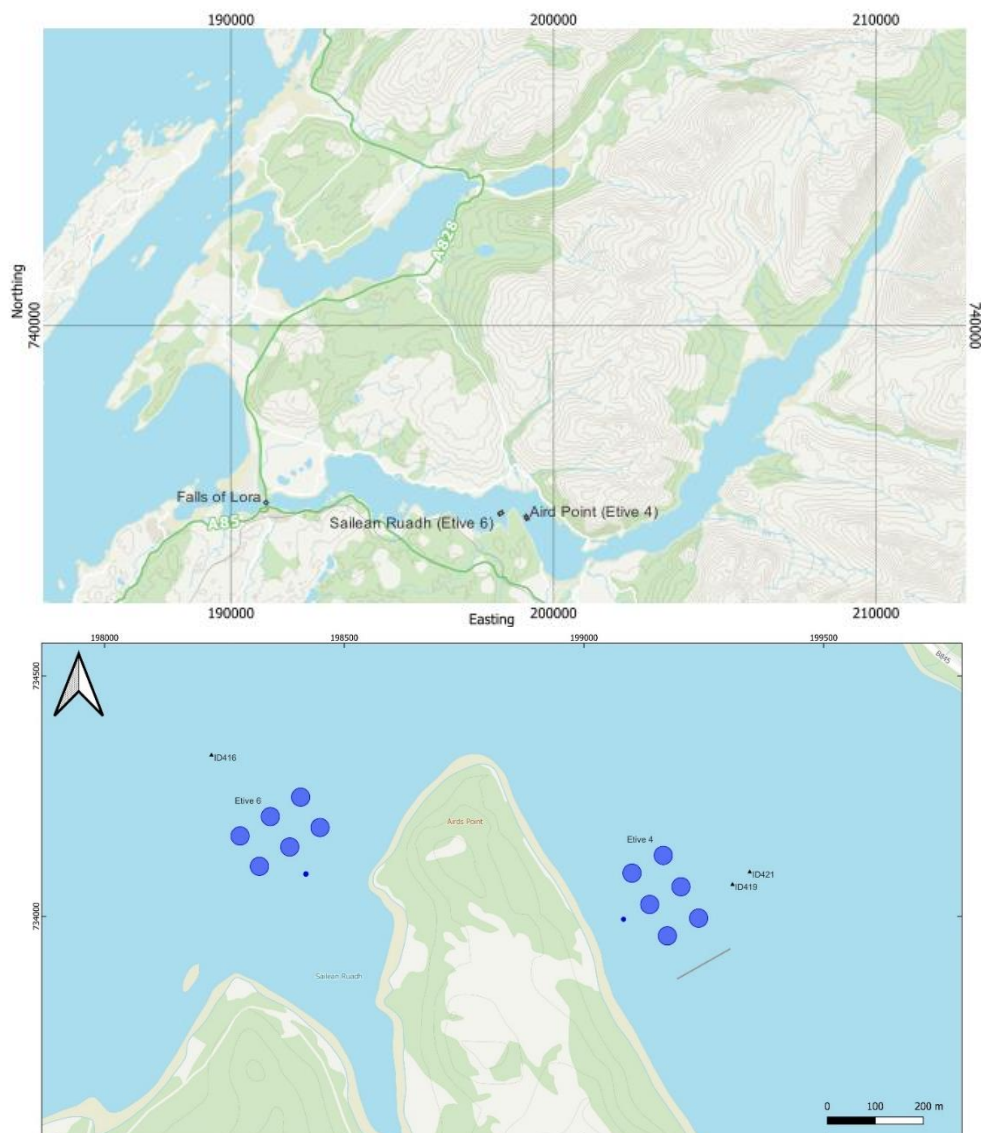 190000
200000
210000
Northing
740000
740000
A828
Falls of Lora
A85
Sailean Ruadh (Etive 6)
Aird Point (Etive 4)
190000
200000
210000
Easting
198000
198500
199000
199500
734500
B845
ID416
Etive 6
Airds Point
Etive 4
ID421
ID419
734000
Sailean Ruadh
0 100 200 m